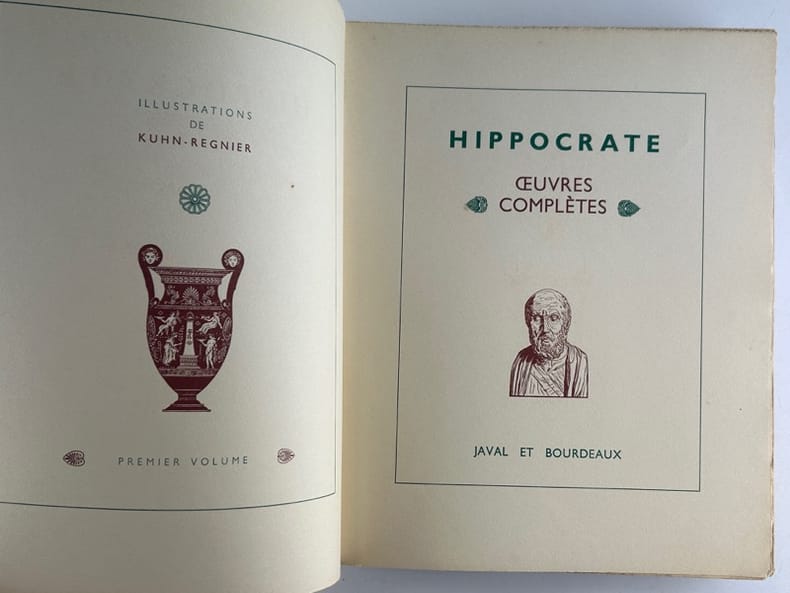 ILLUSTRATIONS
DE
KUHN-REGNIER
PREMIER VOLUME
HIPPOCRATE
ŒUVRES
COMPLÈTES
JAVAL ET BOURDEAUX